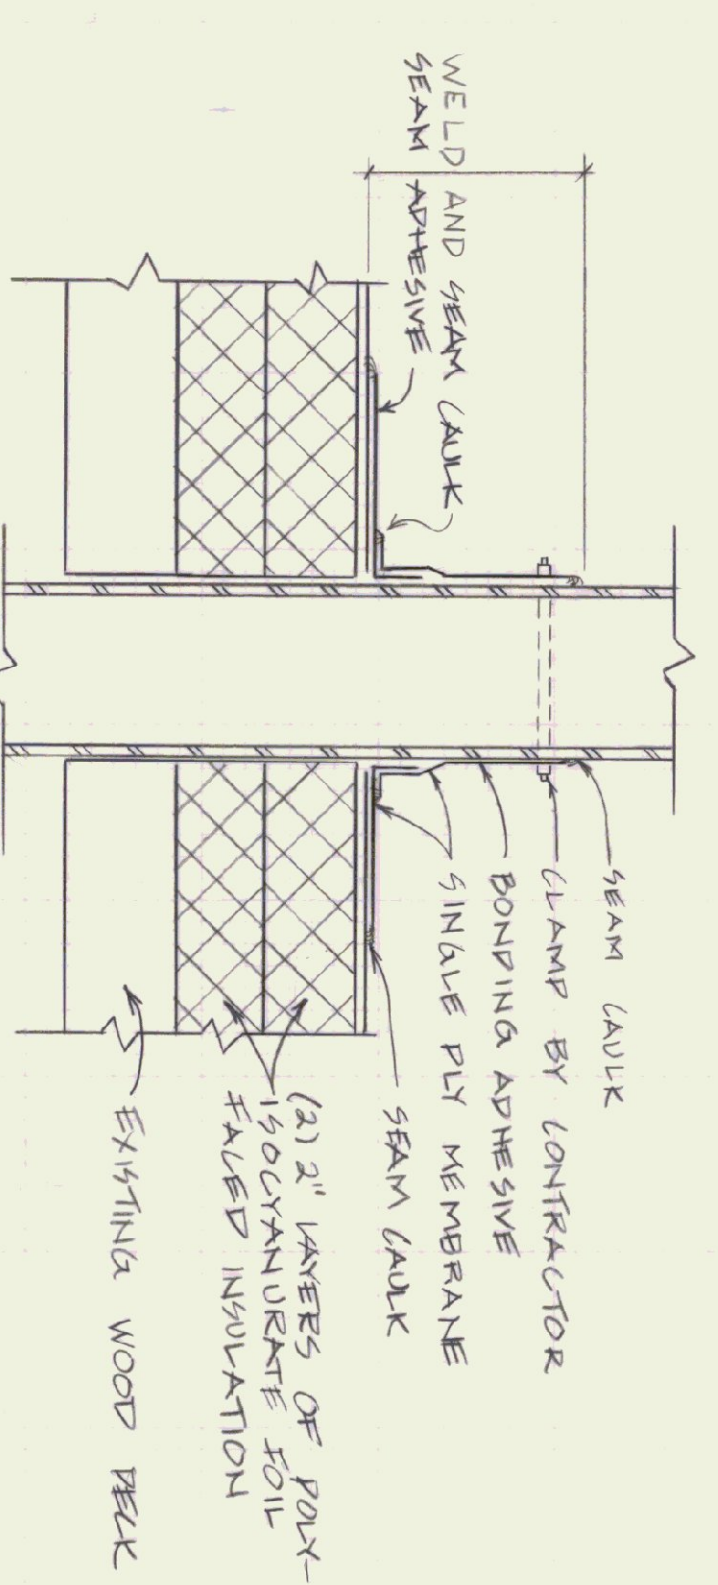 WELD AND SEAM CAULK
SEAM ADHESIVE
SEAM CAULK
CLAMP BY CONTRACTOR
BONDING ADHESIVE
SINGLE PLY MEMBRANE
SEAM CAULK
(2) 2" LAYERS OF POLY-
ISOCYANURATE FOIL
FACED INSULATION
EXISTING WOOD DECK